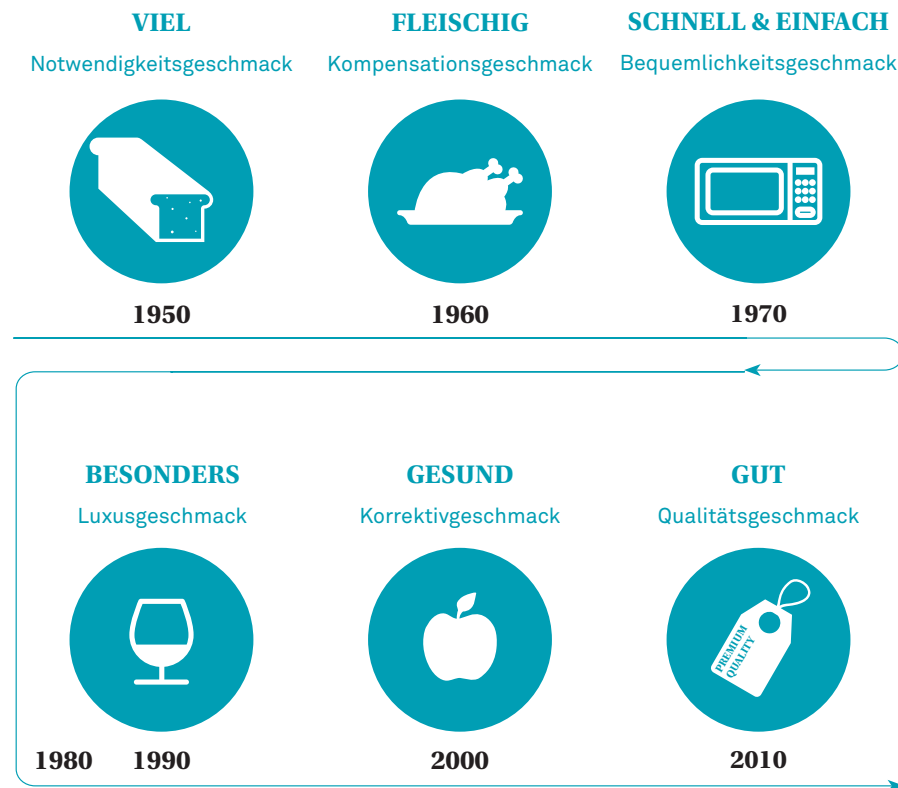 VIEL
Notwendigkeitsgeschmack
1950
FLEISCHIG
Kompensationsgeschmack
1960
SCHNELL & EINFACH
Bequemlichkeitsgeschmack
1970
BESONDERS
Luxusgeschmack
1980 1990
GESUND
Korrektivgeschmack
2000
GUT
Qualitätsgeschmack
PREMIUM
QUALITY
2010